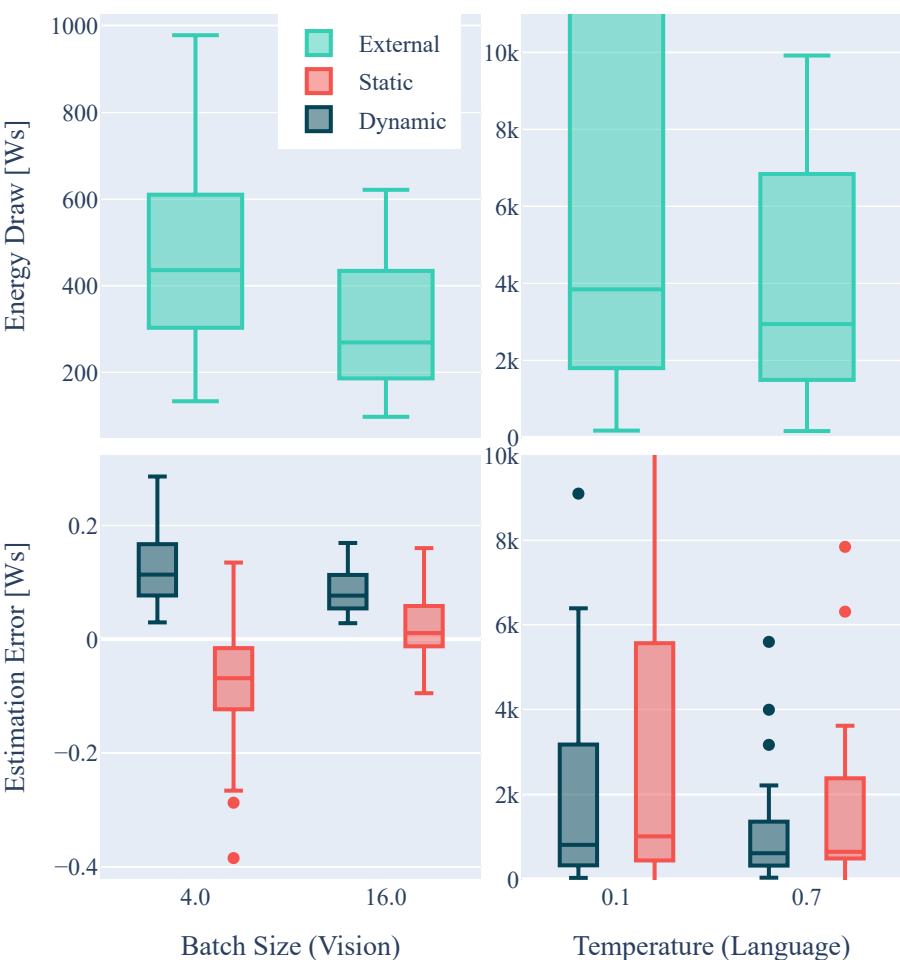 Energy Draw [Ws]
1000
800
600
400
200
External
Static
Dynamic
10k
8k
6k
4k
2k
0
Estimation Error [Ws]
0.2
0
−0.2
−0.4
10k
8k
6k
4k
2k
0
4.0
16.0
0.1
0.7
Batch Size (Vision)
Temperature (Language)